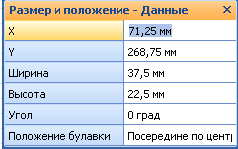 Размер и положение - Данные
X 71,25 мм
Y 268,75 мм
Ширина 37,5 мм
Высота 22,5 мм
Угол 0 град
Положение булавки Посередине по центр